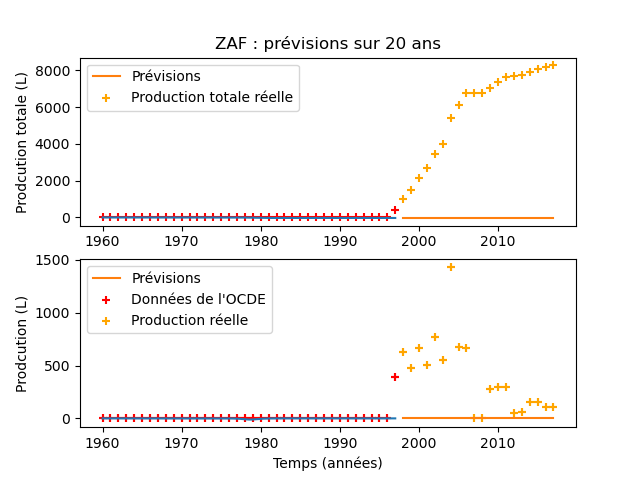 ZAF : prévisions sur 20 ans
Prodcution totale (L)
8000
6000
4000
2000
0
Prévisions
Production totale réelle
1960 1970 1980 1990 2000 2010
Prodcution (L)
1500
1000
500
0
Prévisions
Données de l'OCDE
Production réelle
1960 1970 1980 1990 2000 2010
Temps (années)